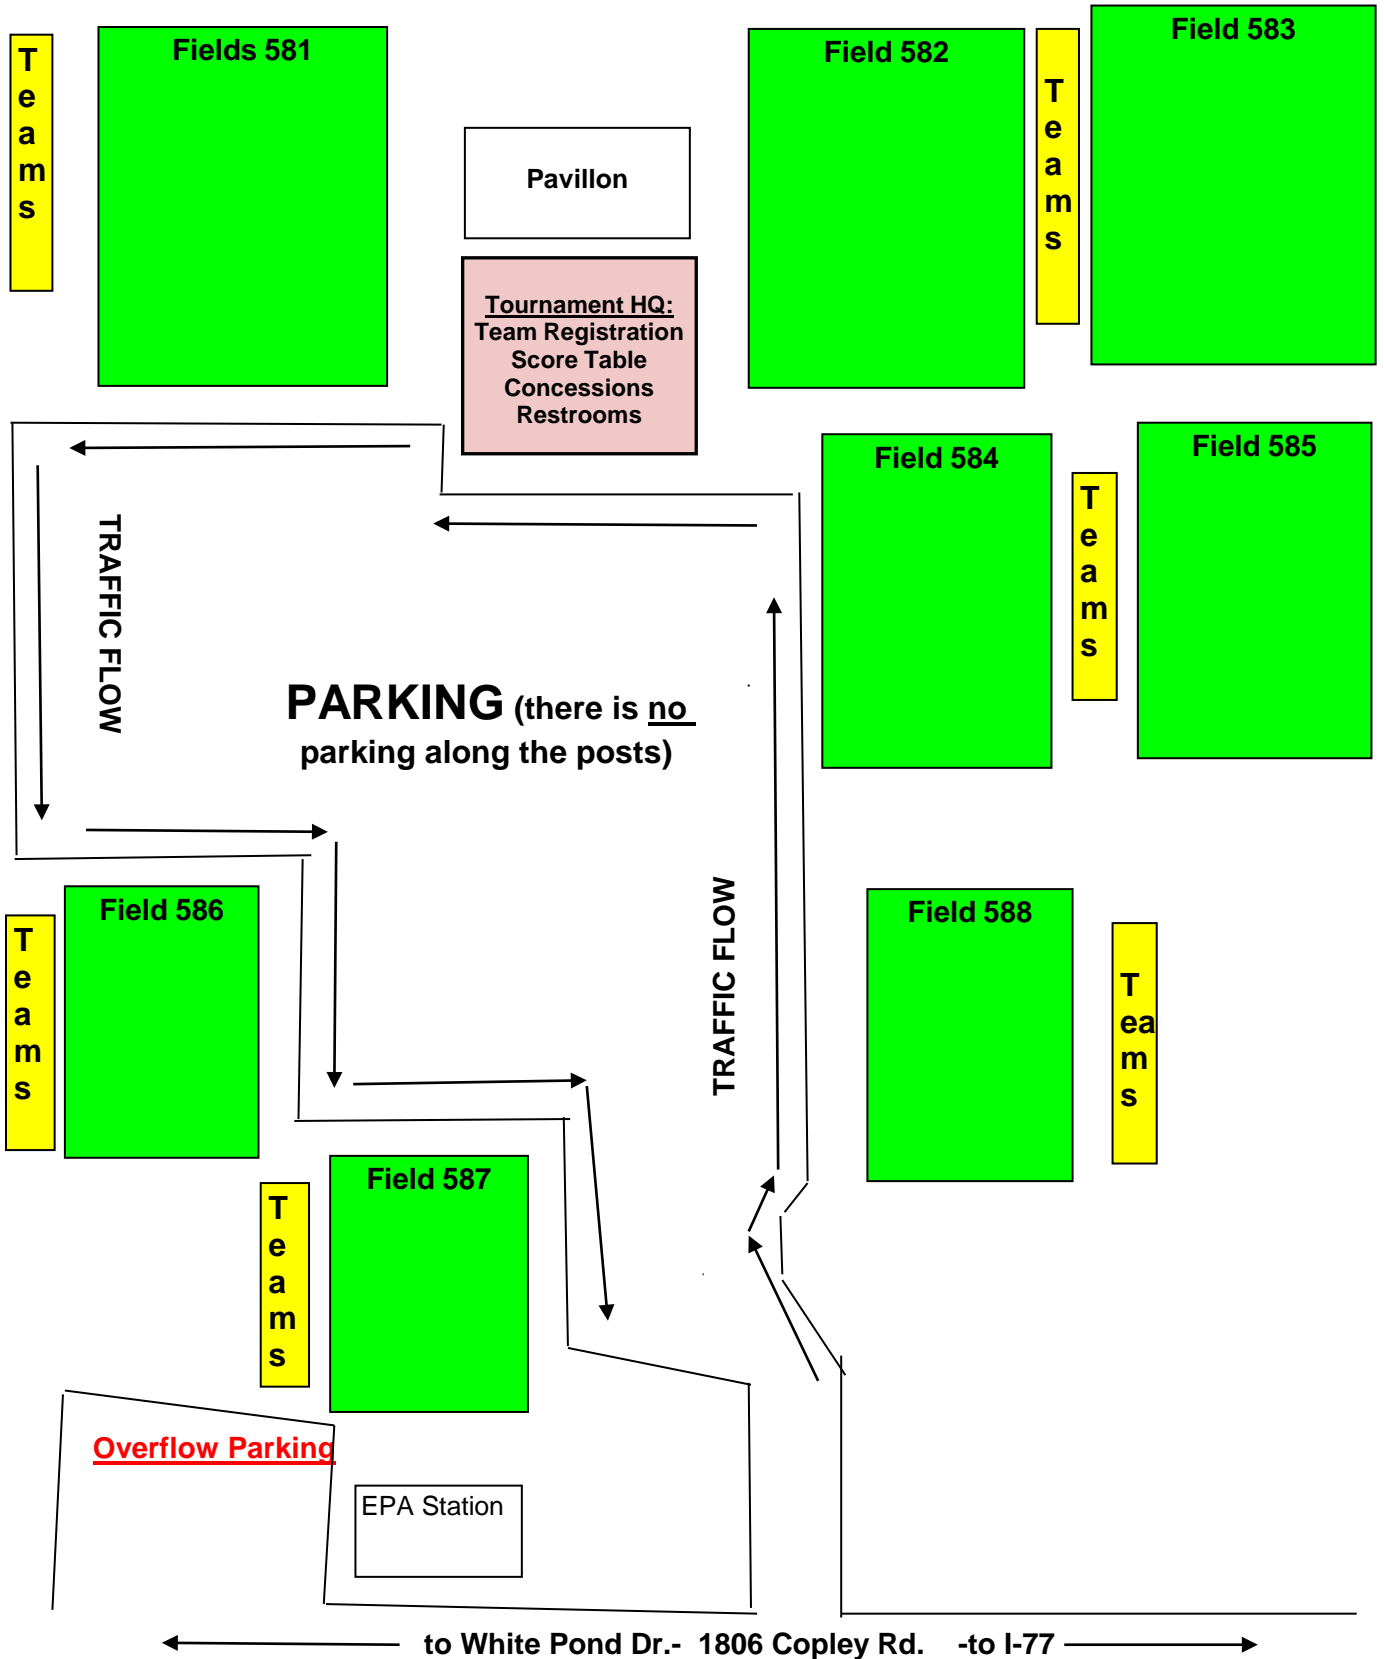 Fields 581
Field 582
Field 583
Teams
Teams
Pavillon
Tournament HQ:
Team Registration
Score Table
Concessions
Restrooms
Field 584
Field 585
Teams
TRAFFIC FLOW
PARKING (there is no
parking along the posts)
TRAFFIC FLOW
Field 586
Field 588
Teams
Teams
Field 587
Teams
Overflow Parking
EPA Station
to White Pond Dr.- 1806 Copley Rd. -to I-77